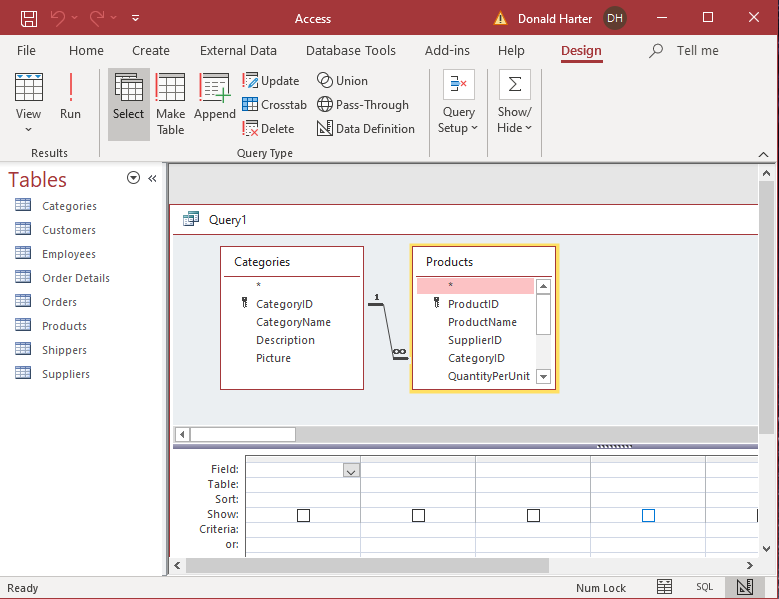 Access
Donald Harter DH
File Home Create External Data Database Tools Add-ins Help Design Tell me
View Run Select Make Table Append
Update Union
Crosstab Pass-Through
Delete Data Definition
Query Setup
Show/ Hide
Results Query Type
Tables
Categories
Customers
Employees
Order Details
Orders
Products
Shippers
Suppliers
Query1
Categories
*
CategoryID
CategoryName
Description
Picture
1
∞
Products
*
ProductID
ProductName
SupplierID
CategoryID
QuantityPerUnit
Field:
Table:
Sort:
Show:
Criteria:
or:
Ready Num Lock SQL